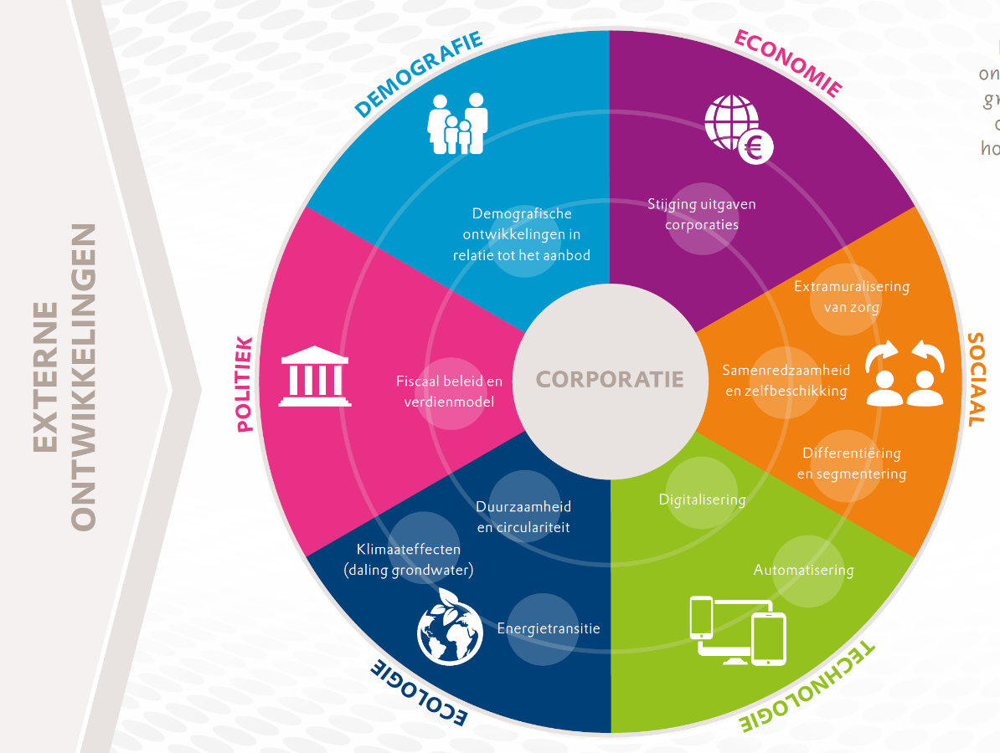 EXTERNE
ONTWIKKELINGEN
DEMOGRAFIE
Demografische
ontwikkelingen in
relatie tot het aanbod
ECONOMIE
€
Stijging uitgaven
corporaties
SOCIAAL
Extramuralisering
van zorg
Samenredzaamheid
en zelfbeschikking
Differentiëring
en segmentering
TECHNOLOGIE
Digitalisering
Automatisering
ECOLOGIE
Duurzaamheid
en circulariteit
Klimaateffecten
(daling grondwater)
Energietransitie
POLITIEK
Fiscaal beleid en
verdienmodel
CORPORATIE